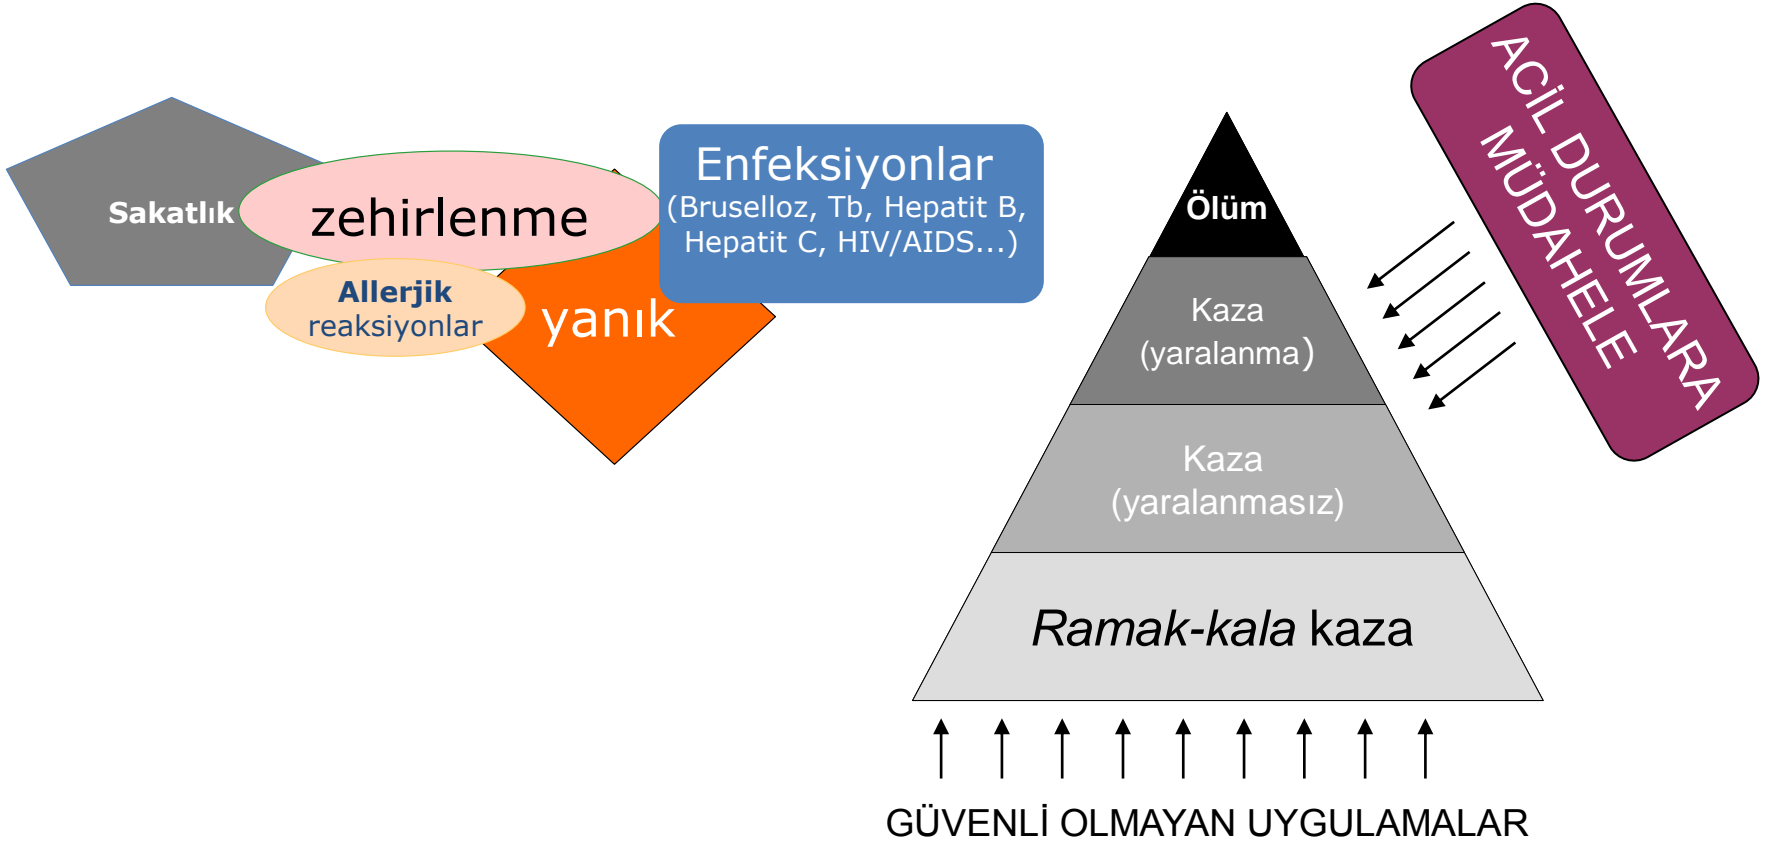 Sakatlık
zehirlenme
Allerjik
reaksiyonlar
yanık
Enfeksiyonlar
(Bruselloz, Tb, Hepatit B,
Hepatit C, HIV/AIDS...)
Ölüm
Kaza
(yaralanma)
Kaza
(yaralanmasız)
Ramak-kala kaza
GÜVENLİ OLMAYAN UYGULAMALAR
ACİL DURUMLARA
MÜDAHELE